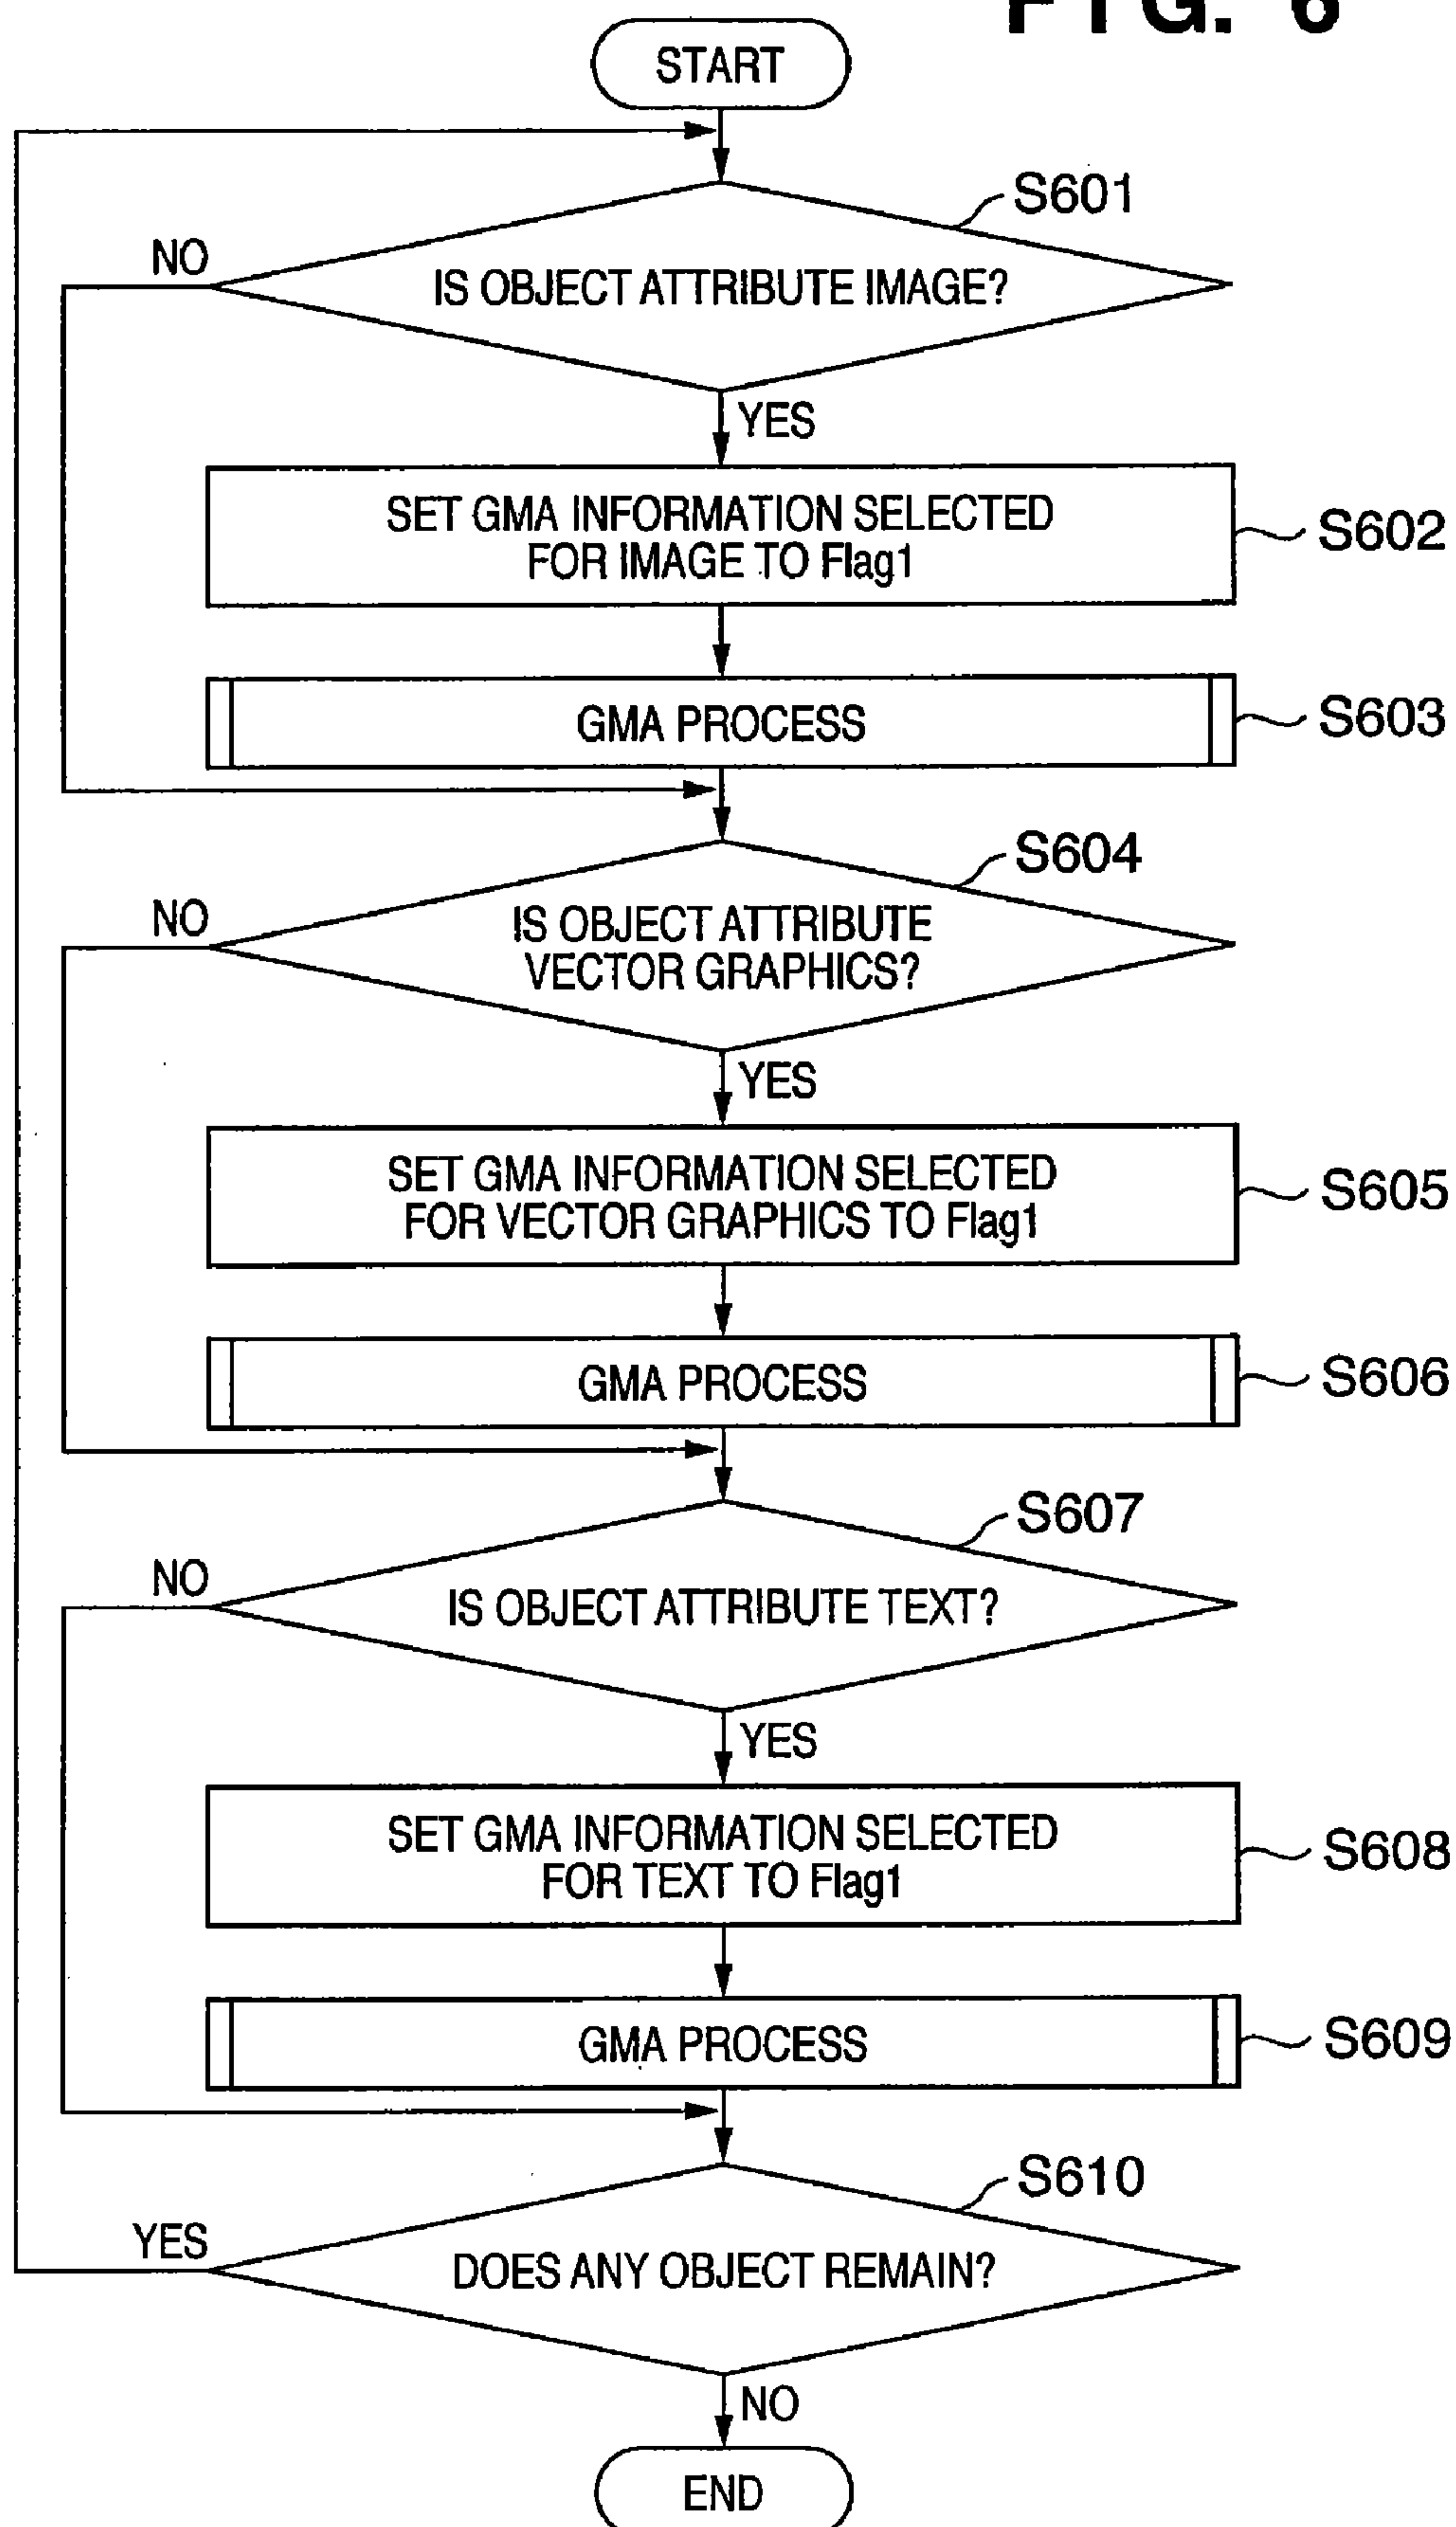 FIG. 6
START
S601
NO
IS OBJECT ATTRIBUTE IMAGE?
YES
SET GMA INFORMATION SELECTED
FOR IMAGE TO Flag1
S602
GMA PROCESS
S603
S604
NO
IS OBJECT ATTRIBUTE
VECTOR GRAPHICS?
YES
SET GMA INFORMATION SELECTED
FOR VECTOR GRAPHICS TO Flag1
S605
GMA PROCESS
S606
S607
NO
IS OBJECT ATTRIBUTE TEXT?
YES
SET GMA INFORMATION SELECTED
FOR TEXT TO Flag1
S608
GMA PROCESS
S609
S610
YES
DOES ANY OBJECT REMAIN?
NO
END